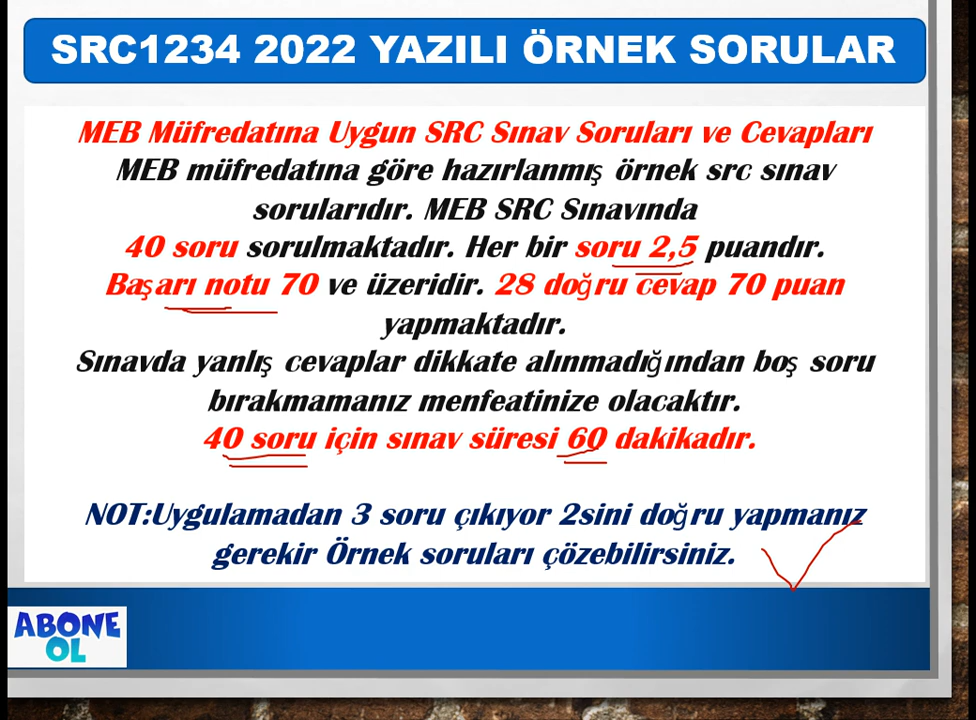 SRC1234 2022 YAZILI ÖRNEK SORULAR
MEB Müfredatına Uygun SRC Sınav Soruları ve Cevapları
MEB müfredatına göre hazırlanmış örnek src sınav
sorularıdır. MEB SRC Sınavında
40 soru sorulmaktadır. Her bir soru 2,5 puandır.
Başarı notu 70 ve üzeridir. 28 doğru cevap 70 puan
yapmaktadır.
Sınavda yanlış cevaplar dikkate alınmadığından boş soru
bırakmamanız menfeatinize olacaktır.
40 soru için sınav süresi 60 dakikadır.
NOT:Uygulamadan 3 soru çıkıyor 2sini doğru yapmanız
gerekir Örnek soruları çözebilirsiniz.
ABONE
OL